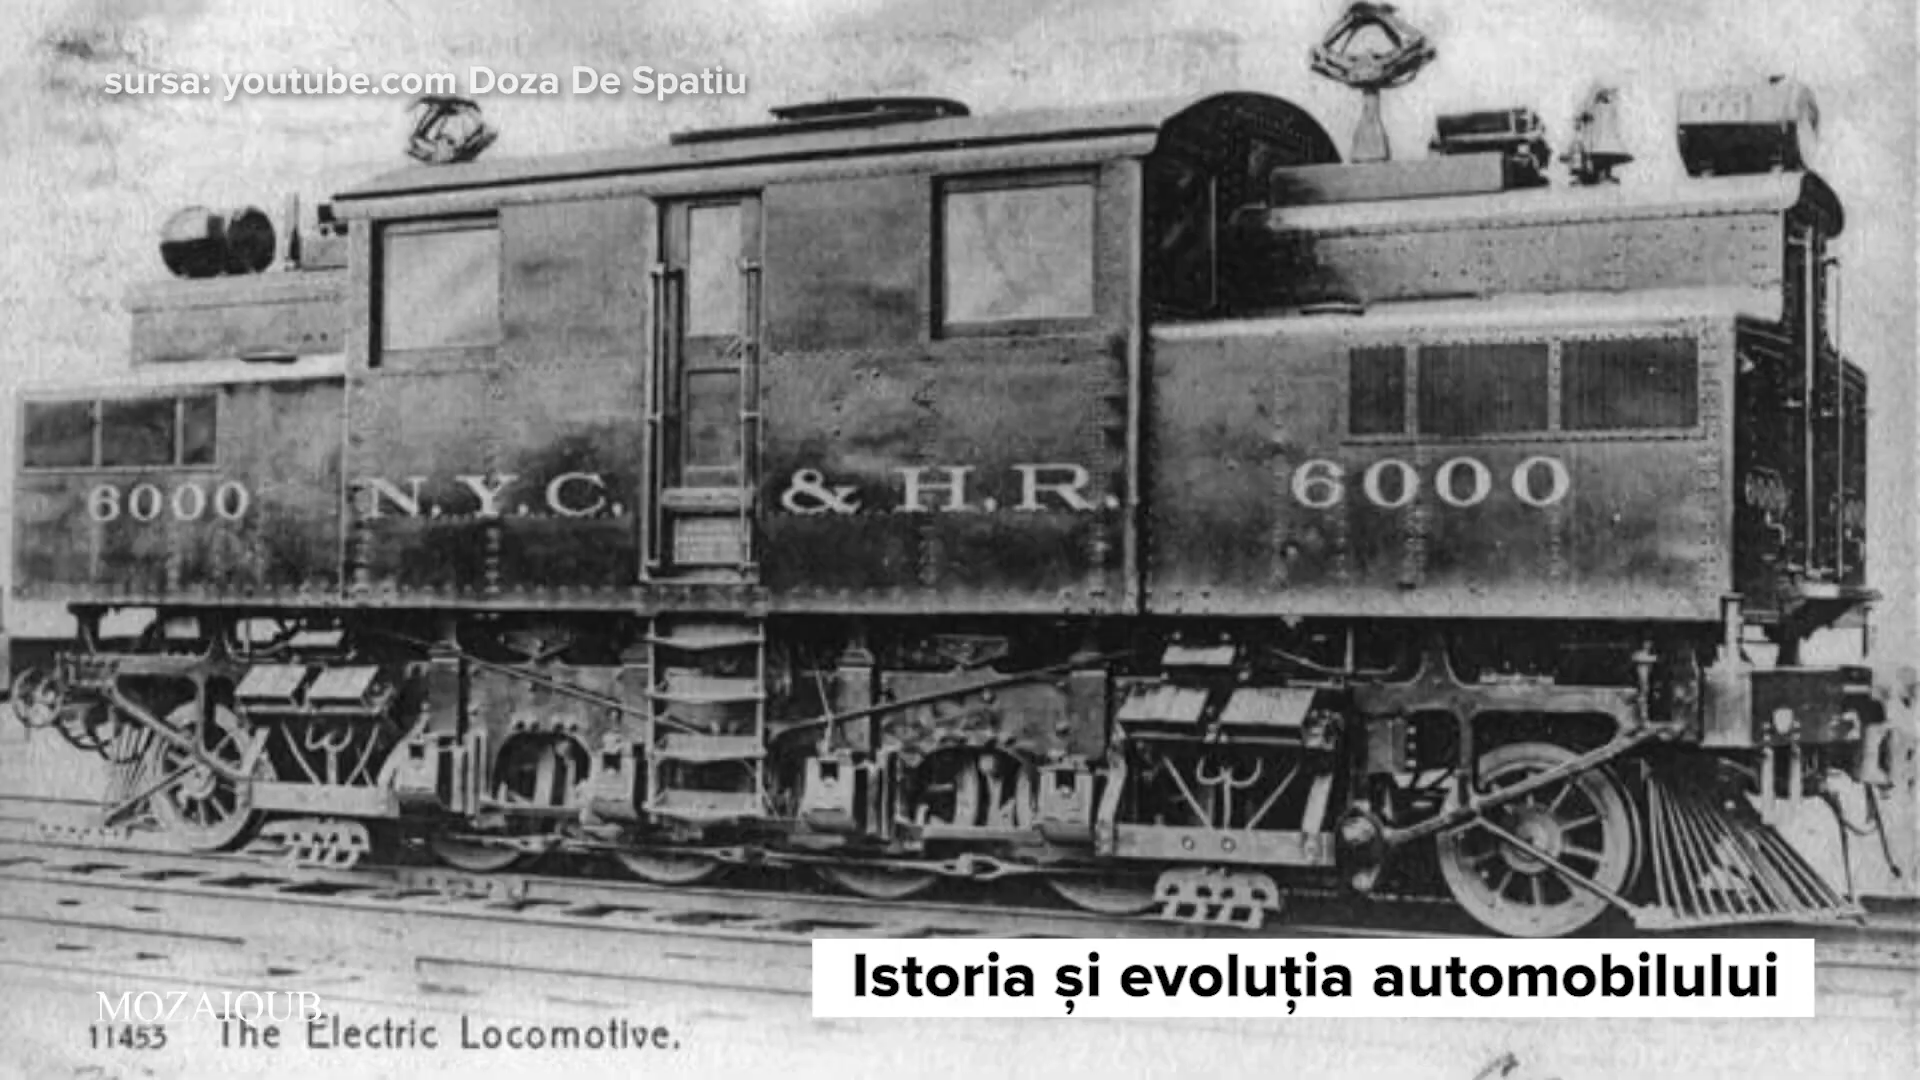 sursa: youtube.com Doza De Spatiu
6000 N.Y.C. & H.R. 6000
Istoria și evoluția automobilului
MOZAIQUB.
11453 The Electric Locomotive.